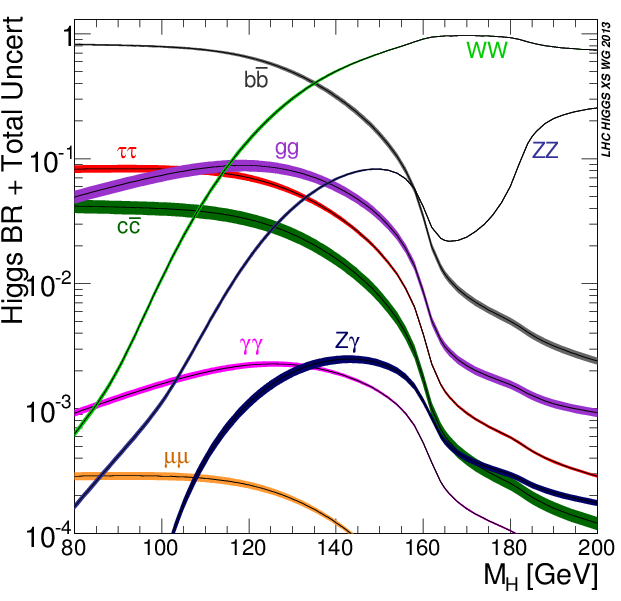 Higgs BR + Total Uncert
LHC HIGGS XS WG 2013
1
10⁻¹
10⁻²
10⁻³
10⁻⁴
WW
bb̅
ττ
gg
ZZ
cc̅
γγ
Zγ
μμ
80 100 120 140 160 180 200
M_H [GeV]